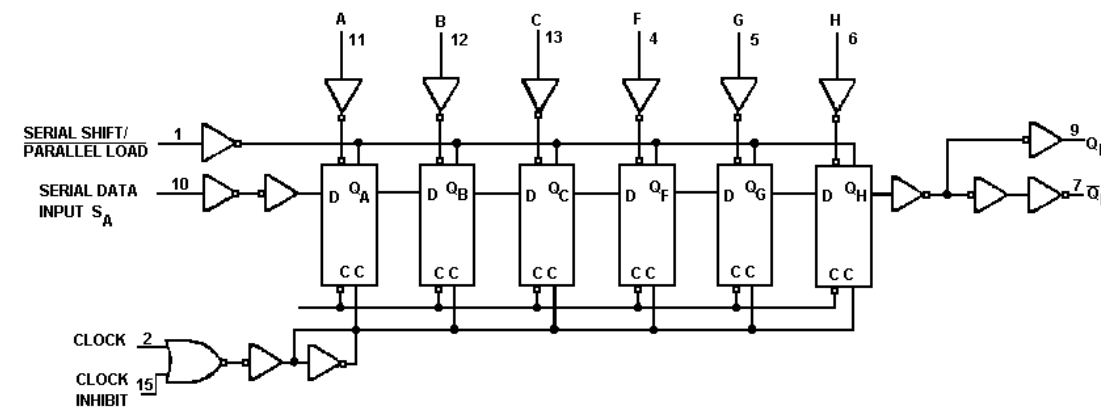 A B C F G H
11 12 13 4 5 6
SERIAL SHIFT/ 1
PARALLEL LOAD
9
SERIAL DATA 10
INPUT SA
D QA D QB D QC D QF D QG D QH
7
C C C C C C C C C C C C
CLOCK 2
CLOCK 15
INHIBIT